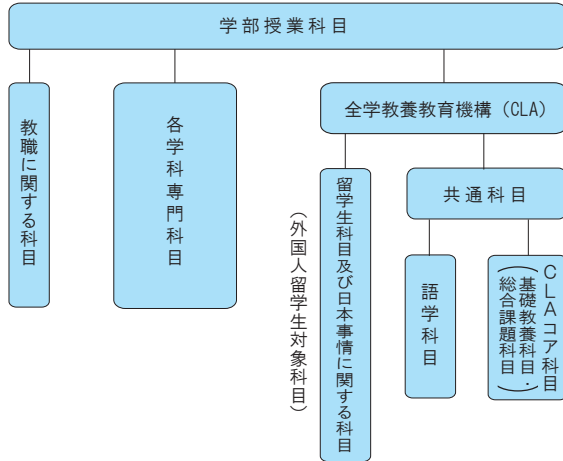 学部授業科目
教職に関する科目
各学科専門科目
全学教養教育機構（CLA）
留学生科目及び日本事情に関する科目
（外国人留学生対象科目）
共通科目
語学科目
CLAコア科目
（基礎教養科目・
総合課題科目）